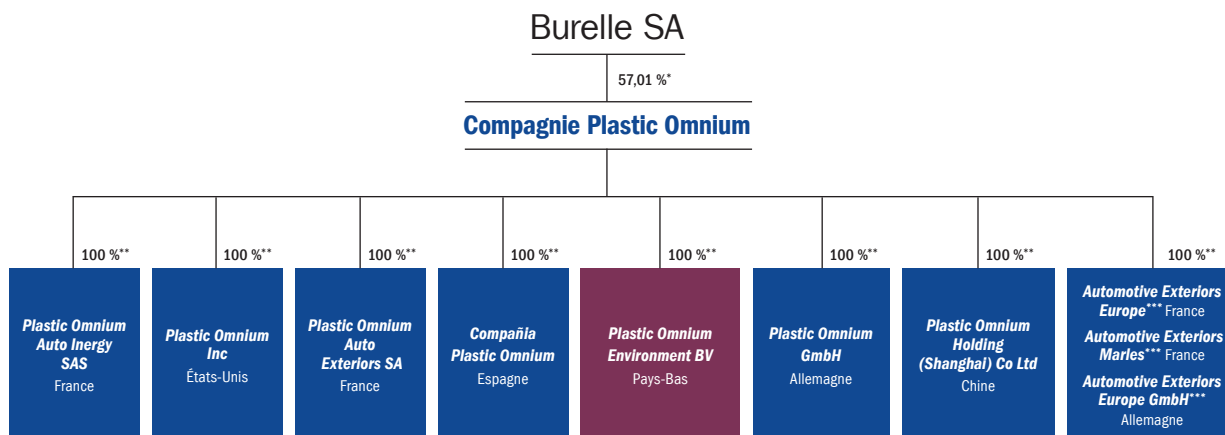 Burelle SA
57,01 %*
Compagnie Plastic Omnium
100 %**
100 %**
100 %**
100 %**
100 %**
100 %**
100 %**
100 %**
Plastic Omnium
Auto Inergy
SAS
France
Plastic Omnium
Inc
États-Unis
Plastic Omnium
Auto
Exteriors SA
France
Compañia
Plastic Omnium
Espagne
Plastic Omnium
Environment BV
Pays-Bas
Plastic Omnium
GmbH
Allemagne
Plastic Omnium
Holding
(Shanghai) Co Ltd
Chine
Automotive Exteriors
Europe*** France
Automotive Exteriors
Marles*** France
Automotive Exteriors
Europe GmbH***
Allemagne